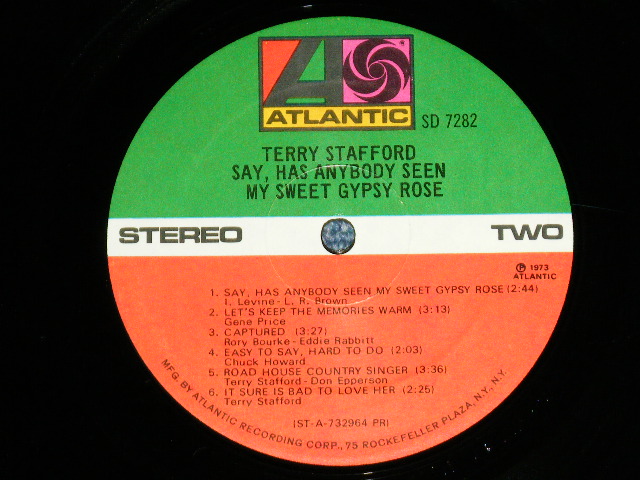 ATLANTIC
SD 7282
TERRY STAFFORD
SAY, HAS ANYBODY SEEN
MY SWEET GYPSY ROSE
STEREO
TWO
℗ 1973
ATLANTIC
1. SAY, HAS ANYBODY SEEN MY SWEET GYPSY ROSE (2:44)
I. Levine - L. R. Brown
2. LET'S KEEP THE MEMORIES WARM (3:13)
Gene Price
3. CAPTURED (3:27)
Rory Bourke - Eddie Rabbitt
4. EASY TO SAY, HARD TO DO (2:03)
Chuck Howard
5. ROAD HOUSE COUNTRY SINGER (3:36)
Terry Stafford - Don Epperson
6. IT SURE IS BAD TO LOVE HER (2:25)
Terry Stafford
(ST-A-732964 PR)
MFG. BY ATLANTIC RECORDING CORP., 75 ROCKEFELLER PLAZA, N.Y., N.Y.